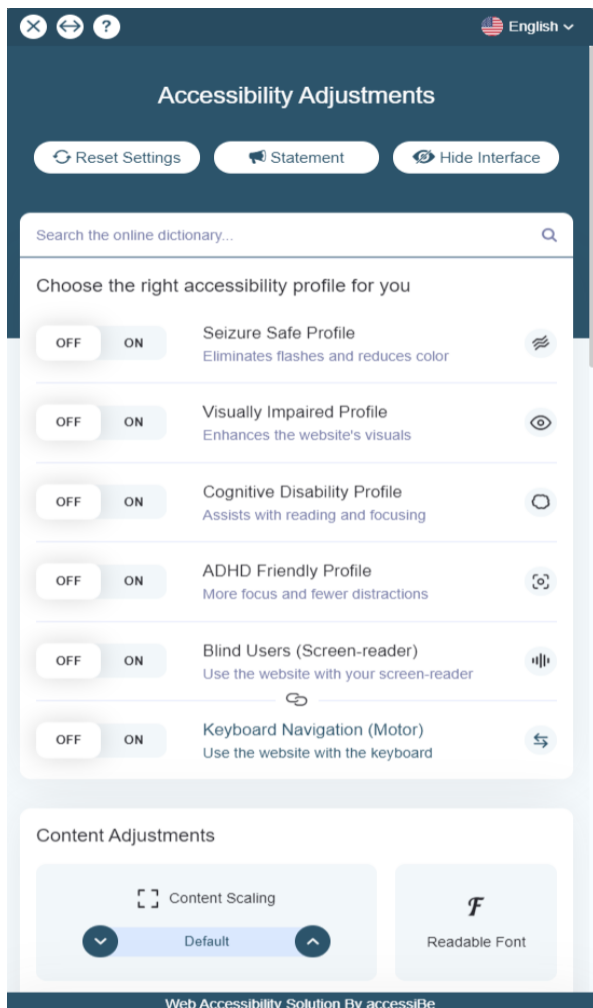 English
Accessibility Adjustments
Reset Settings
Statement
Hide Interface
Search the online dictionary...
Choose the right accessibility profile for you
OFF ON
Seizure Safe Profile
Eliminates flashes and reduces color
OFF ON
Visually Impaired Profile
Enhances the website's visuals
OFF ON
Cognitive Disability Profile
Assists with reading and focusing
OFF ON
ADHD Friendly Profile
More focus and fewer distractions
OFF ON
Blind Users (Screen-reader)
Use the website with your screen-reader
OFF ON
Keyboard Navigation (Motor)
Use the website with the keyboard
Content Adjustments
Content Scaling
Default
Readable Font
Web Accessibility Solution By accessiBe